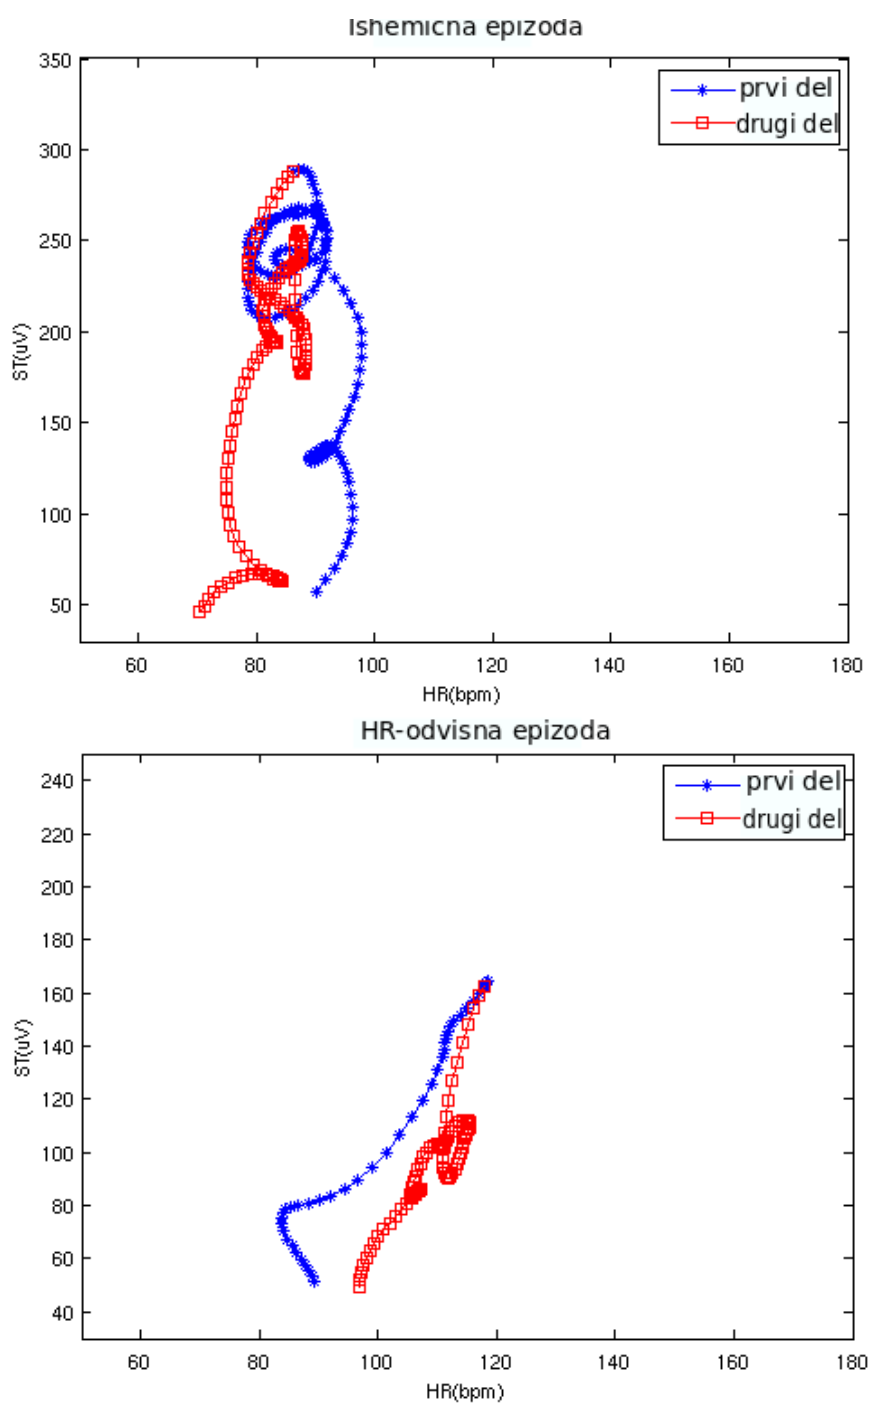 Ishemicna epizoda
350
300
250
200
150
100
50
ST(uV)
prvi del
drugi del
60 80 100 120 140 160 180
HR(bpm)
HR-odvisna epizoda
240
220
200
180
160
140
120
100
80
60
40
ST(uV)
prvi del
drugi del
60 80 100 120 140 160 180
HR(bpm)